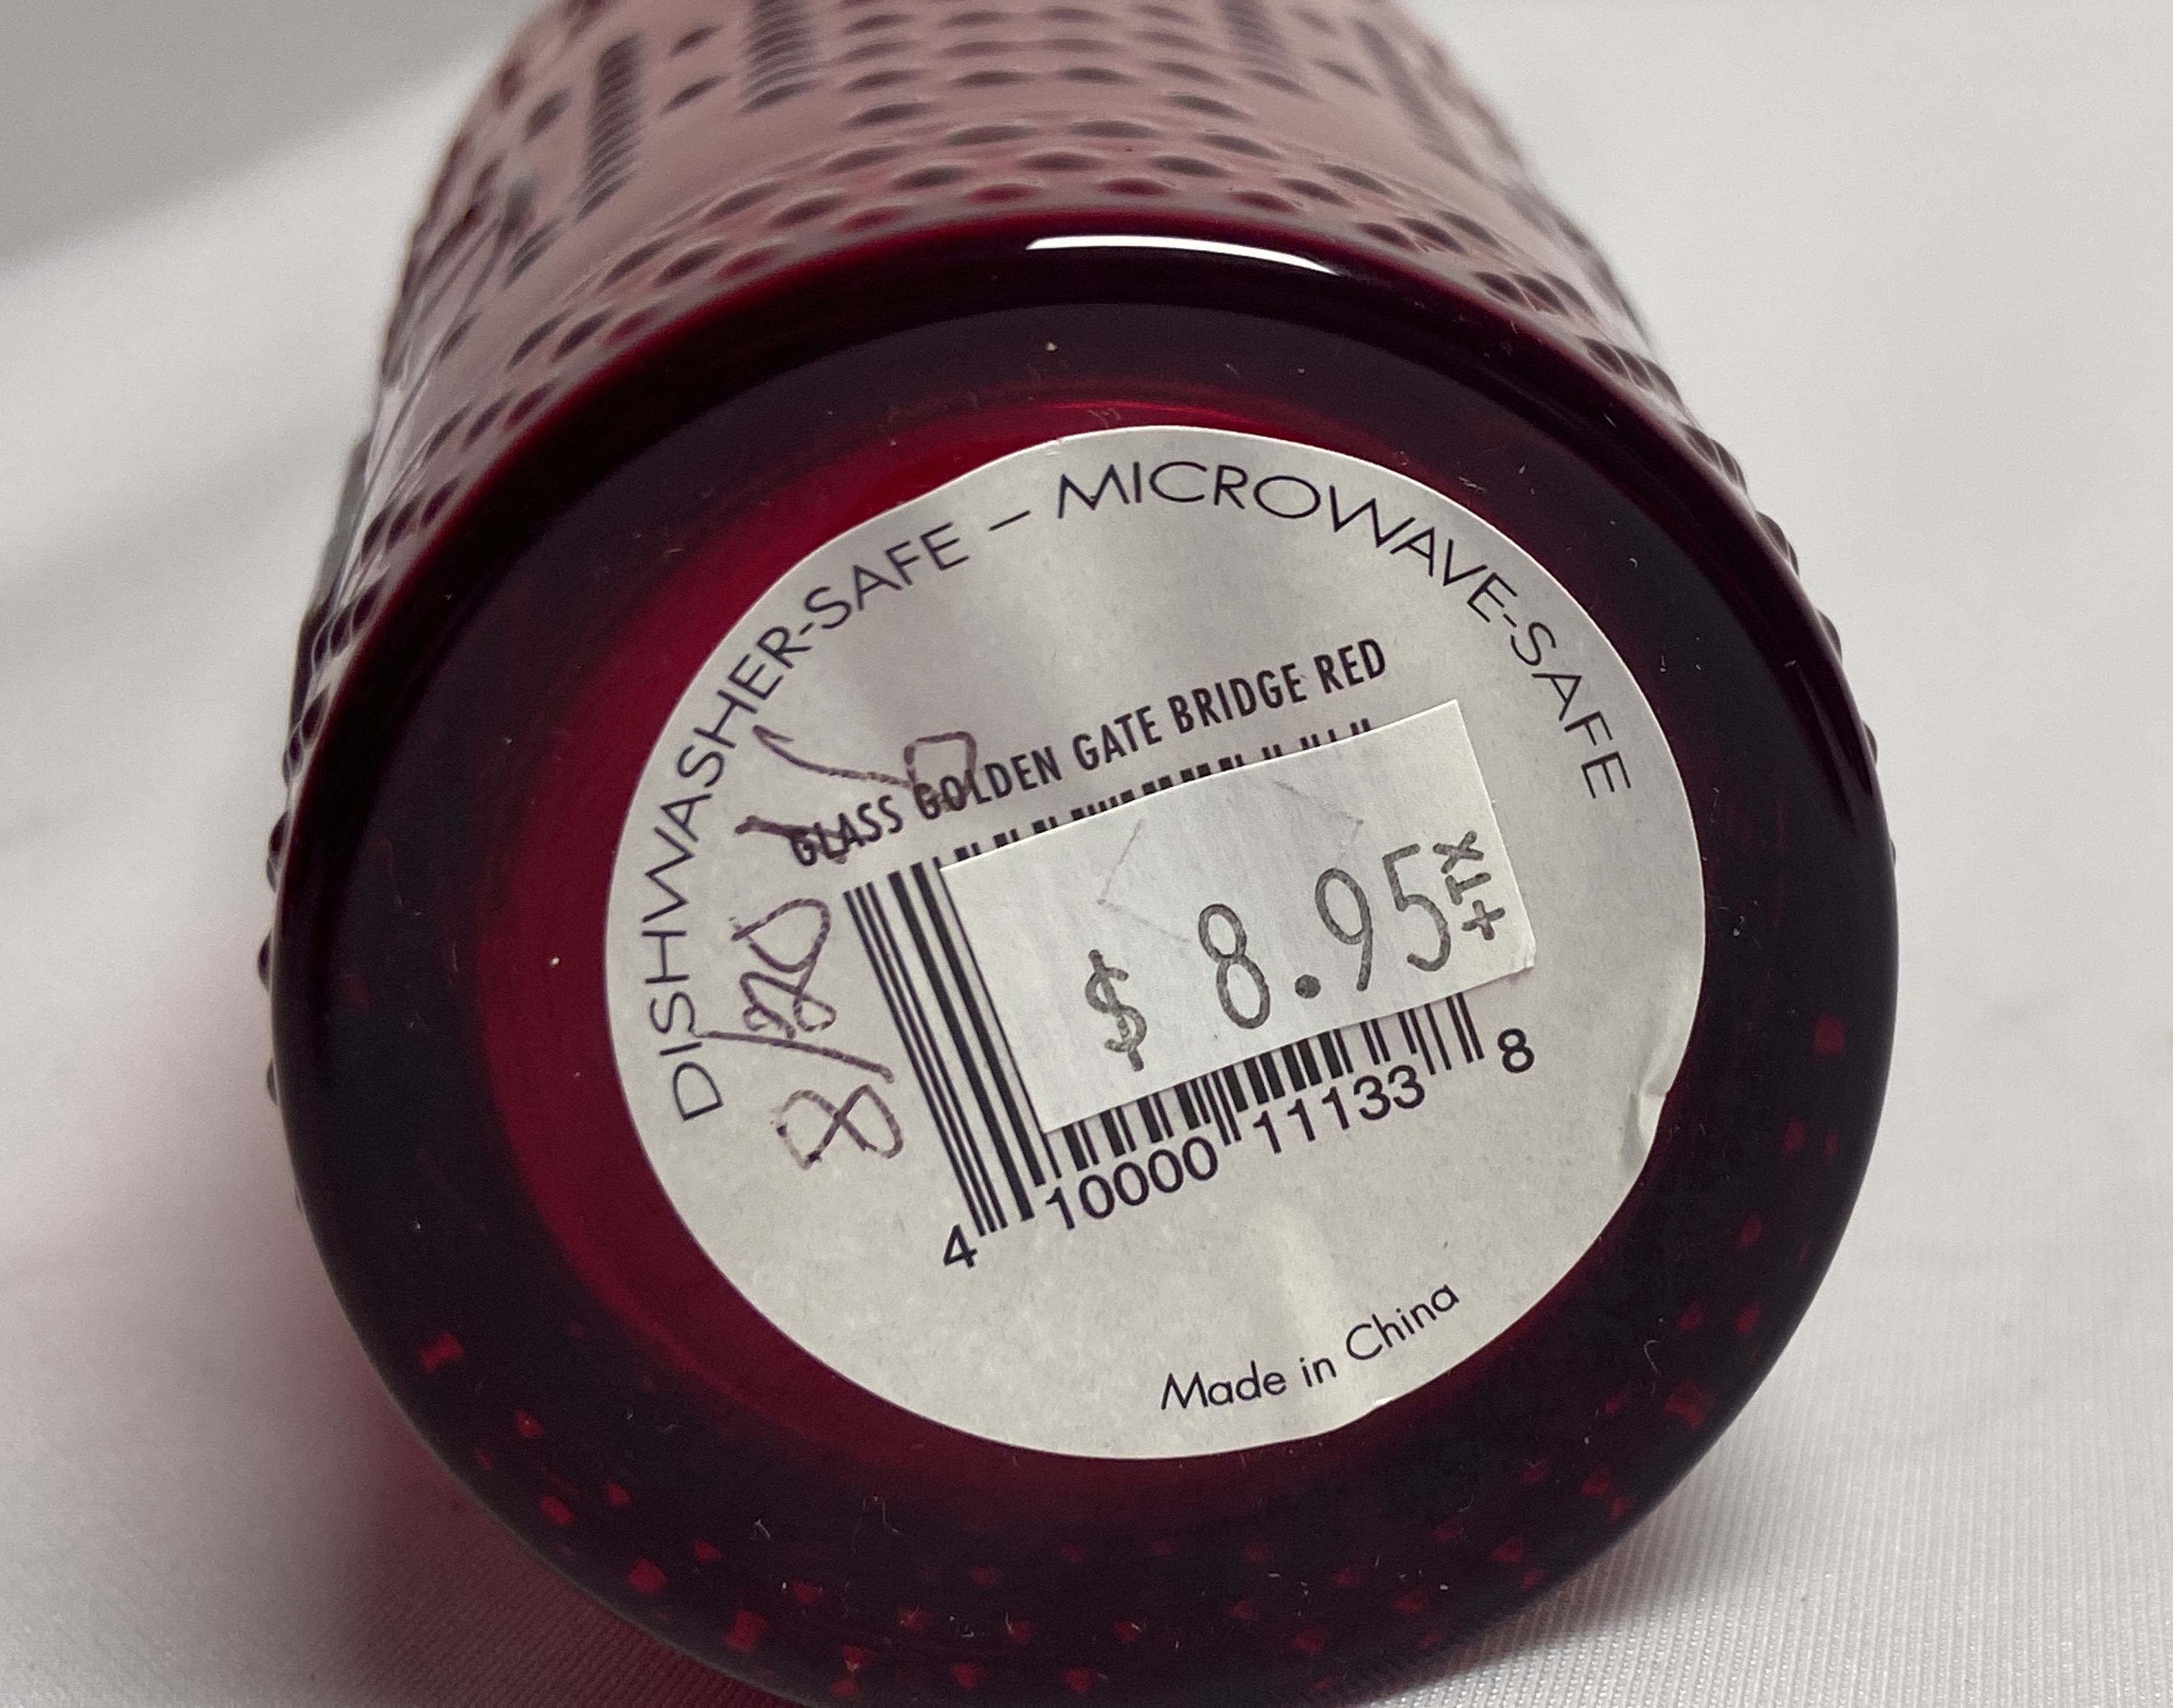 DISHWASHER-SAFE – MICROWAVE-SAFE
GLASS GOLDEN GATE BRIDGE RED
$ 8.95 +TX
4 10000 11133 8
Made in China